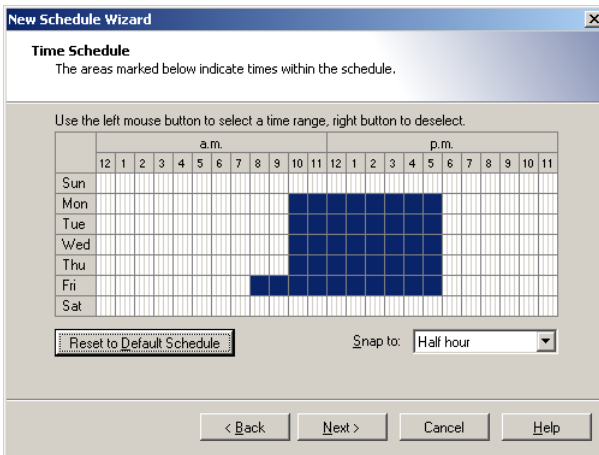 New Schedule Wizard
Time Schedule
The areas marked below indicate times within the schedule.
Use the left mouse button to select a time range, right button to deselect.
a.m. p.m.
12 1 2 3 4 5 6 7 8 9 10 11 12 1 2 3 4 5 6 7 8 9 10 11
Sun
Mon
Tue
Wed
Thu
Fri
Sat
Reset to Default Schedule Snap to: Half hour
< Back Next > Cancel Help